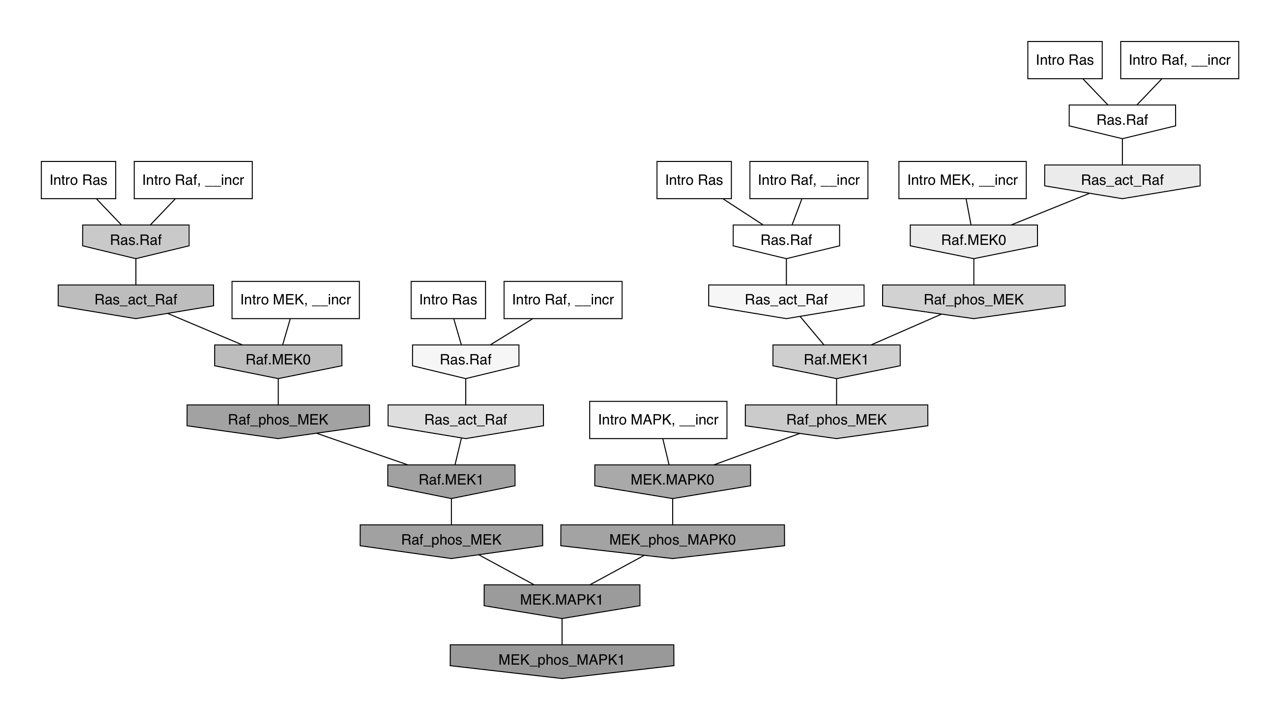 Intro Ras
Intro Raf, __incr
Ras.Raf
Intro Ras
Intro Raf, __incr
Intro Ras
Intro Raf, __incr
Intro MEK, __incr
Ras_act_Raf
Ras.Raf
Ras.Raf
Raf.MEK0
Ras_act_Raf
Intro MEK, __incr
Intro Ras
Intro Raf, __incr
Ras_act_Raf
Raf_phos_MEK
Raf.MEK0
Ras.Raf
Raf.MEK1
Raf_phos_MEK
Ras_act_Raf
Intro MAPK, __incr
Raf_phos_MEK
Raf.MEK1
MEK.MAPK0
Raf_phos_MEK
MEK_phos_MAPK0
MEK.MAPK1
MEK_phos_MAPK1